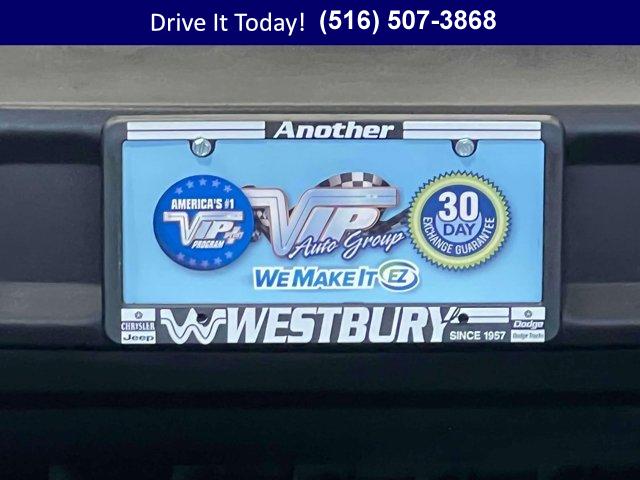 Drive It Today! (516) 507-3868
Another
AMERICA'S #1
VIP
PROGRAM
VIP
Auto Group
30
DAY
EXCHANGE GUARANTEE
WE MAKE IT EZ
CHRYSLER
Jeep
WESTBURY
SINCE 1957
Dodge
Dodge Trucks